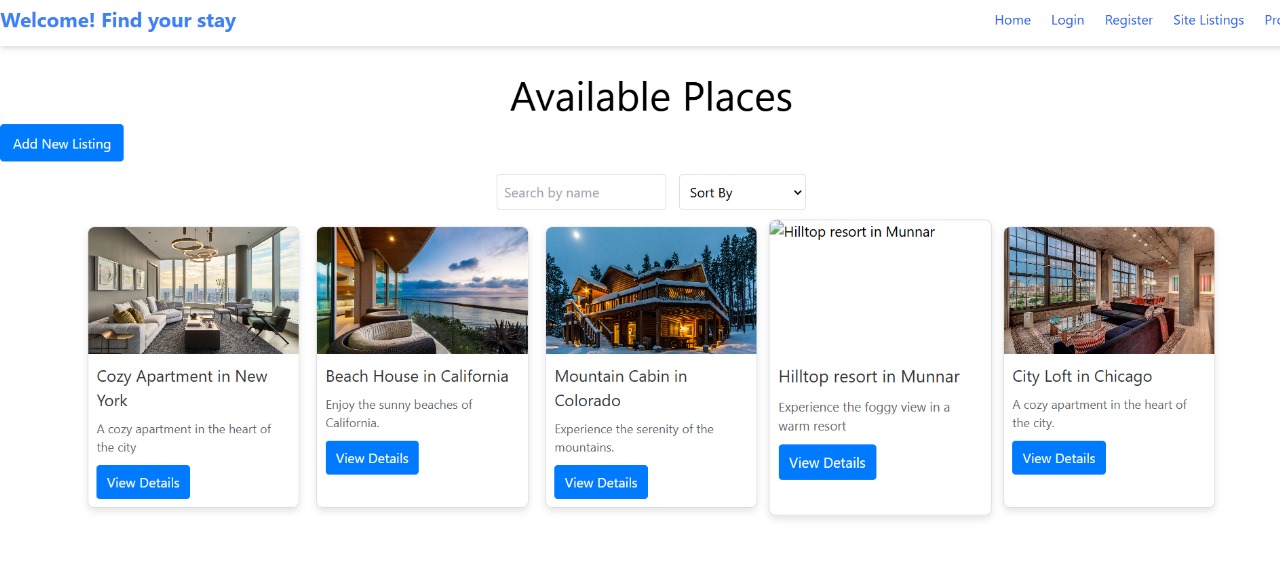 Welcome! Find your stay
Home Login Register Site Listings
Available Places
Add New Listing
Search by name
Sort By
Cozy Apartment in New
York
A cozy apartment in the heart of
the city
View Details
Beach House in California
Enjoy the sunny beaches of
California.
View Details
Mountain Cabin in
Colorado
Experience the serenity of the
mountains.
View Details
Hilltop resort in Munnar
Hilltop resort in Munnar
Experience the foggy view in a
warm resort
View Details
City Loft in Chicago
A cozy apartment in the heart of
the city.
View Details